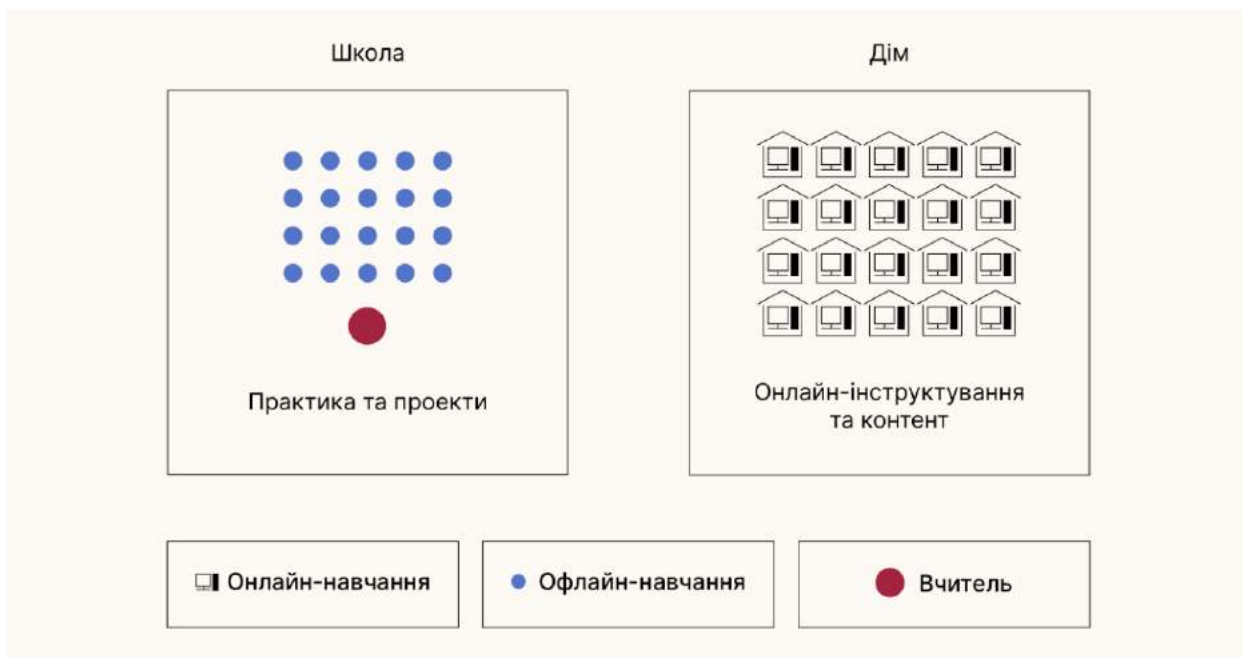 Школа
Дім
Практика та проекти
Онлайн-інструктування
та контент
Онлайн-навчання
Офлайн-навчання
Вчитель